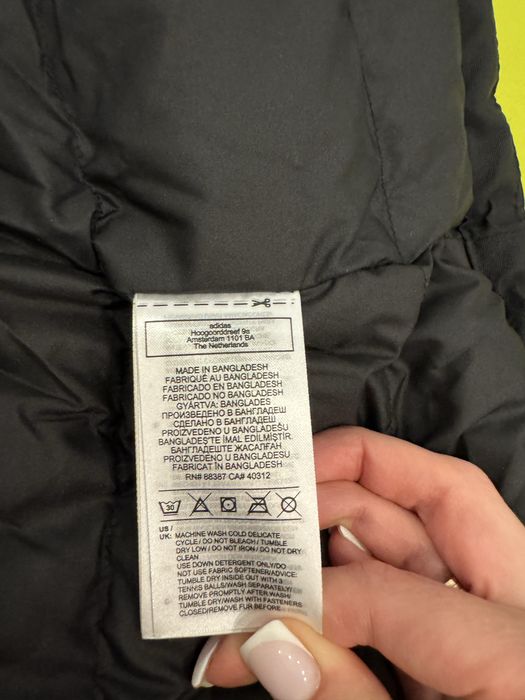 adidas
Hoogoorddreef 9a
Amsterdam 1101 BA
The Netherlands
MADE IN BANGLADESH
FABRIQUÉ AU BANGLADESH
FABRICADO EN BANGLADESH
FABRICADO NO BANGLADESH
GYÁRTVA: BANGLADES
ПРОИЗВЕДЕНО В БАНГЛАДЕШ
СДЕЛАНО В БАНГЛАДЕШ
PROIZVEDENO U BANGLADEŠU
BANGLADEŞ'TE İMAL EDİLMİŞTİR.
БАНГЛАДЕШТЕ ЖАСАЛҒАН
PROIZVEDENO U BANGLADEŠU
FABRICAT ÎN BANGLADESH
RN# 88387 CA# 40312
30
US /
UK: MACHINE WASH COLD DELICATE
CYCLE / DO NOT BLEACH / TUMBLE
DRY LOW / DO NOT IRON / DO NOT DRY
CLEAN
USE DOWN DETERGENT ONLY/DO
NOT USE FABRIC SOFTENER/ADVICE:
TUMBLE DRY INSIDE OUT WITH 3
TENNIS BALLS/WASH SEPARATELY/
REMOVE PROMPTLY AFTER WASH/
TUMBLE DRY/WASH WITH FASTENERS
CLOSED/REMOVE FUR BEFORE